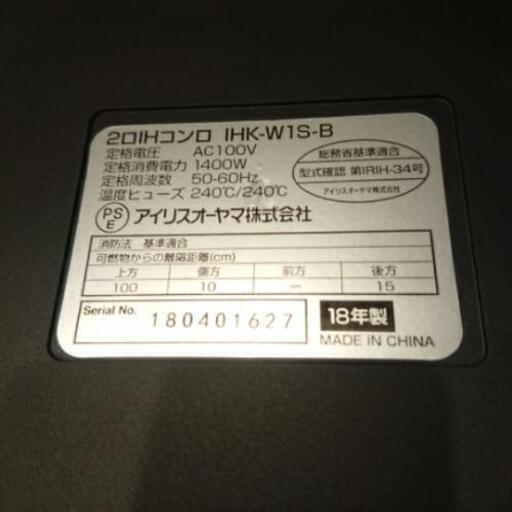 2口IHコンロ IHK-W1S-B
定格電圧 AC100V
定格消費電力 1400W
定格周波数 50-60Hz
温度ヒューズ 240℃/240℃
PS
E
アイリスオーヤマ株式会社
総務省基準適合
型式確認 第IRIH-34号
アイリスオーヤマ株式会社
消防法 基準適合
可燃物からの離隔距離(cm)
上方 側方 前方 後方
100 10 — 15
Serial No. 180401627
18年製
MADE IN CHINA